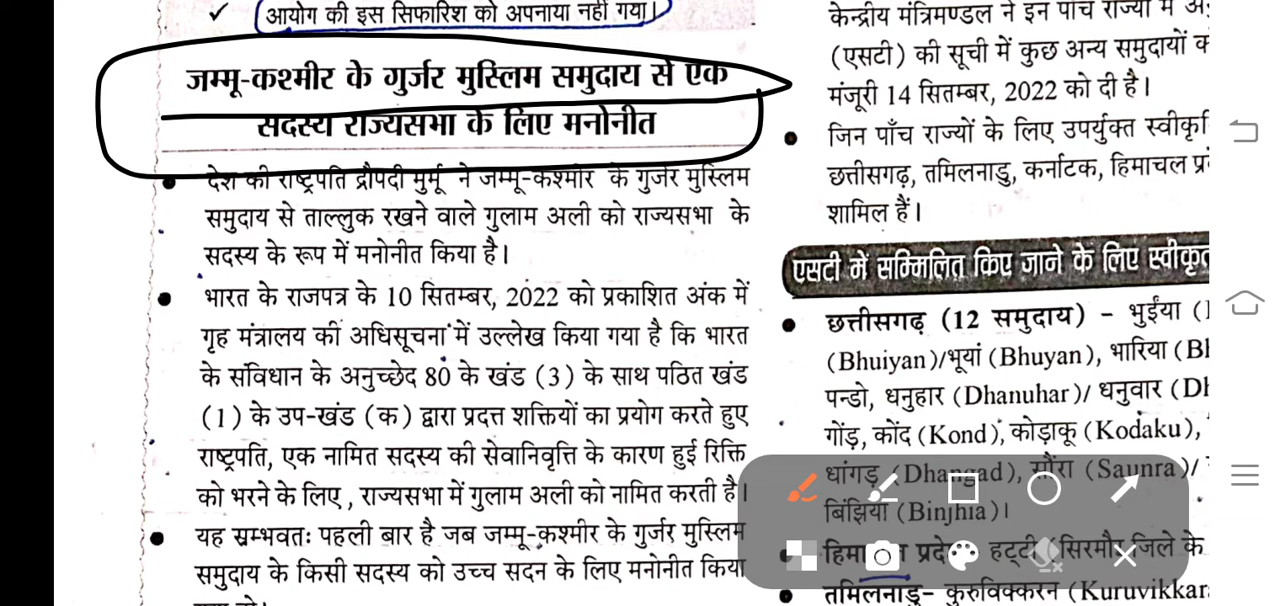 ✓ आयोग की इस सिफारिश को अपनाया नहीं गया।
जम्मू-कश्मीर के गुर्जर मुस्लिम समुदाय से एक
सदस्य राज्यसभा के लिए मनोनीत
• देश की राष्ट्रपति द्रौपदी मुर्मू ने जम्मू-कश्मीर के गुर्जर मुस्लिम
समुदाय से ताल्लुक रखने वाले गुलाम अली को राज्यसभा के
सदस्य के रूप में मनोनीत किया है।
• भारत के राजपत्र के 10 सितम्बर, 2022 को प्रकाशित अंक में
गृह मंत्रालय की अधिसूचना में उल्लेख किया गया है कि भारत
के संविधान के अनुच्छेद 80 के खंड (3) के साथ पठित खंड
(1) के उप-खंड (क) द्वारा प्रदत्त शक्तियों का प्रयोग करते हुए
राष्ट्रपति, एक नामित सदस्य की सेवानिवृत्ति के कारण हुई रिक्ति
को भरने के लिए, राज्यसभा में गुलाम अली को नामित करती है।
• यह सम्भवतः पहली बार है जब जम्मू-कश्मीर के गुर्जर मुस्लिम
समुदाय के किसी सदस्य को उच्च सदन के लिए मनोनीत किया
केन्द्रीय मंत्रिमण्डल ने इन पाँच राज्यों में
(एसटी) की सूची में कुछ अन्य समुदायों
मंजूरी 14 सितम्बर, 2022 को दी है।
• जिन पाँच राज्यों के लिए उपर्युक्त
छत्तीसगढ़, तमिलनाडु, कर्नाटक, हिमाचल
शामिल हैं।
एसटी में सम्मिलित किए जाने के लिए स्वीकृत
• छत्तीसगढ़ (12 समुदाय) – भुईंया
(Bhuiyan)/भूयां (Bhuyan), भारिया
पन्डो, धनुहार (Dhanuhar)/ धनुवार
गोंड़, कोंद (Kond), कोड़ाकू (Kodaku),
धांगड़ (Dhangad), सौंरा (Saunra)/
बिंझिया (Binjhia)।
• प्रदेश हट्टी (सिरमौर जिले के
• तमिलनाडु– कुरुविक्करन